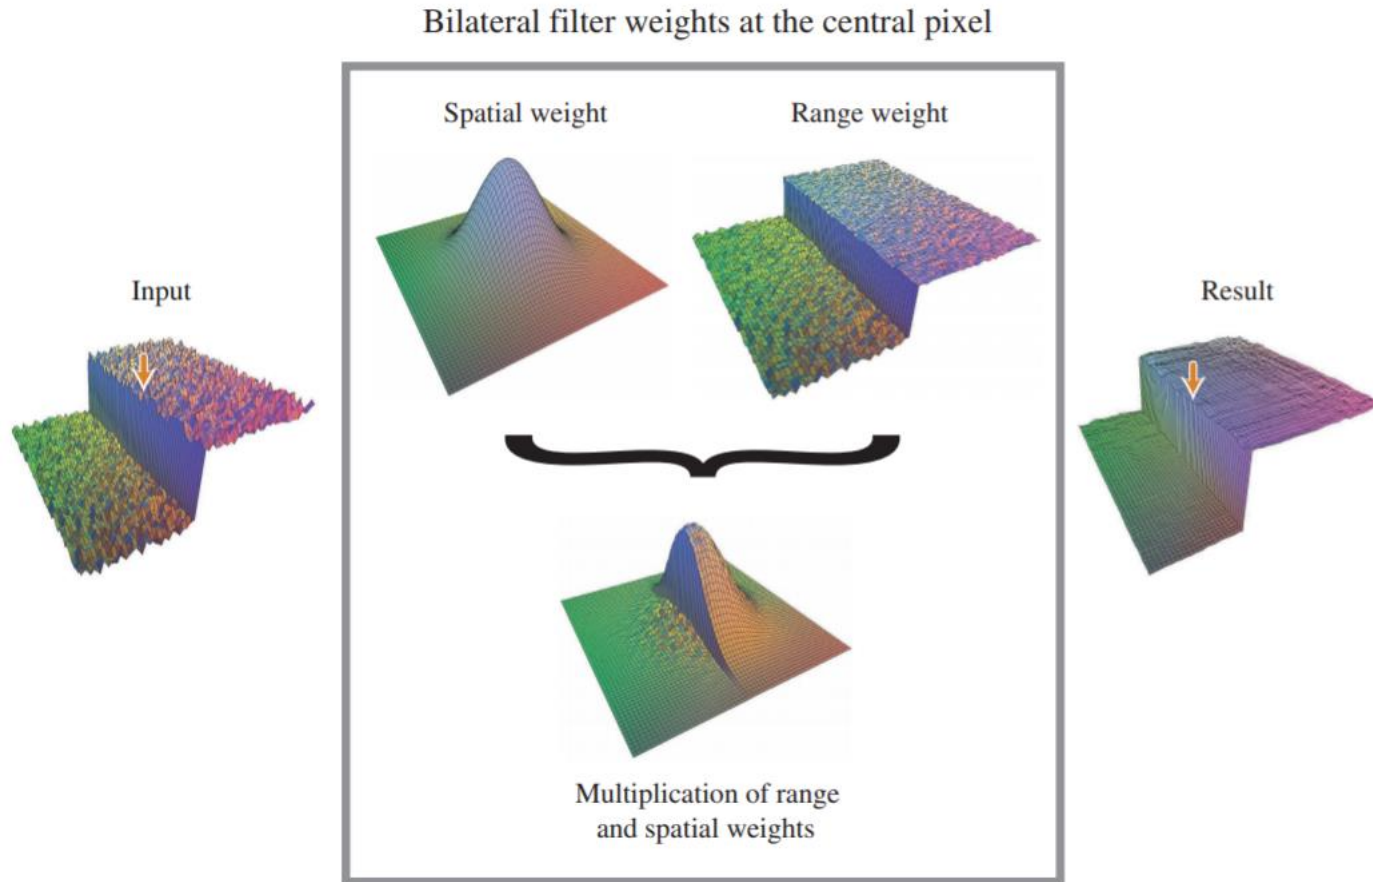 Bilateral filter weights at the central pixel
Spatial weight
Range weight
Input
Result
Multiplication of range
and spatial weights